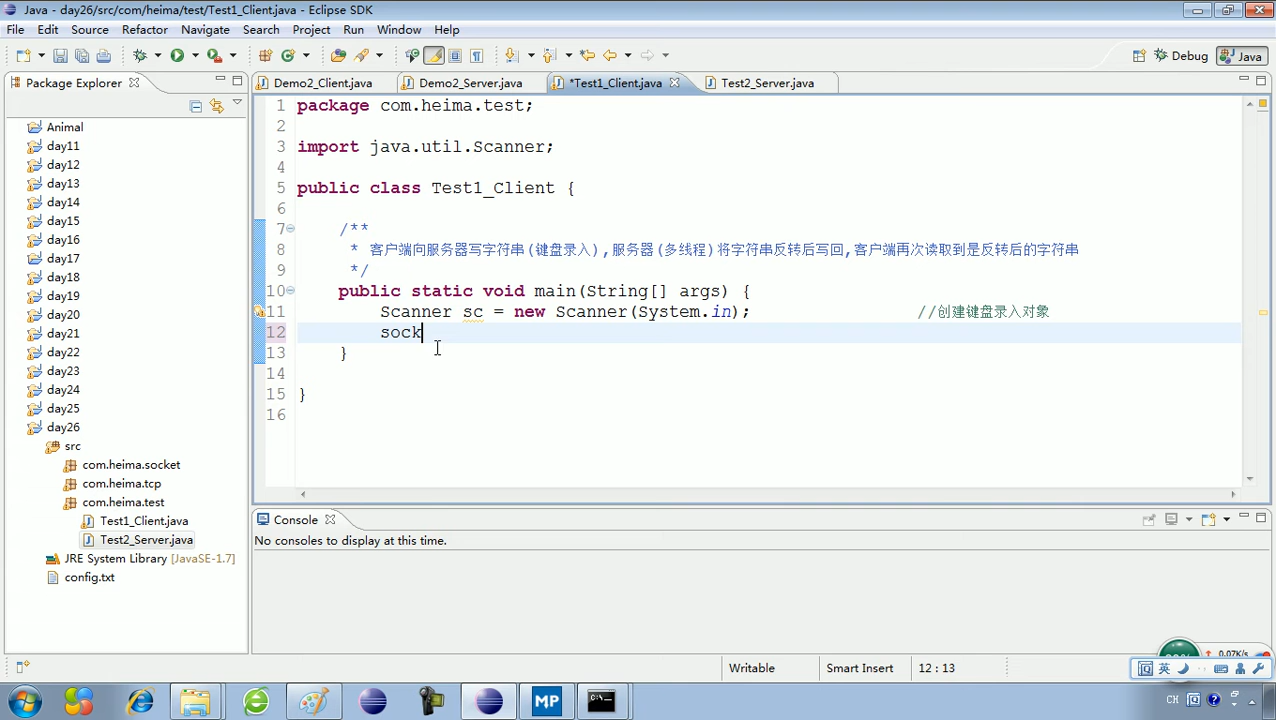 Java - day26/src/com/heima/test/Test1_Client.java - Eclipse SDK
File Edit Source Refactor Navigate Search Project Run Window Help
Debug Java
Package Explorer
Demo2_Client.java Demo2_Server.java *Test1_Client.java Test2_Server.java
Animal
day11
day12
day13
day14
day15
day16
day17
day18
day19
day20
day21
day22
day23
day24
day25
day26
src
com.heima.socket
com.heima.tcp
com.heima.test
Test1_Client.java
Test2_Server.java
JRE System Library [JavaSE-1.7]
config.txt
1 package com.heima.test;
2
3 import java.util.Scanner;
4
5 public class Test1_Client {
6
7 /**
8 * 客户端向服务器写字符串(键盘录入),服务器(多线程)将字符串反转后写回,客户端再次读取到是反转后的字符串
9 */
10 public static void main(String[] args) {
11 Scanner sc = new Scanner(System.in); //创建键盘录入对象
12 sock
13 }
14
15 }
16
Console
No consoles to display at this time.
Writable Smart Insert 12 : 13
0.07K/s
英
MP
CH